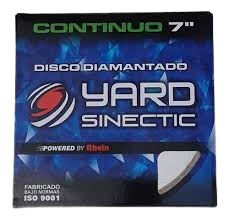 CONTINUO 7"
DISCO DIAMANTADO
YARD
SINECTIC
POWERED BY Rhein
FABRICADO
BAJO NORMAS
ISO 9001